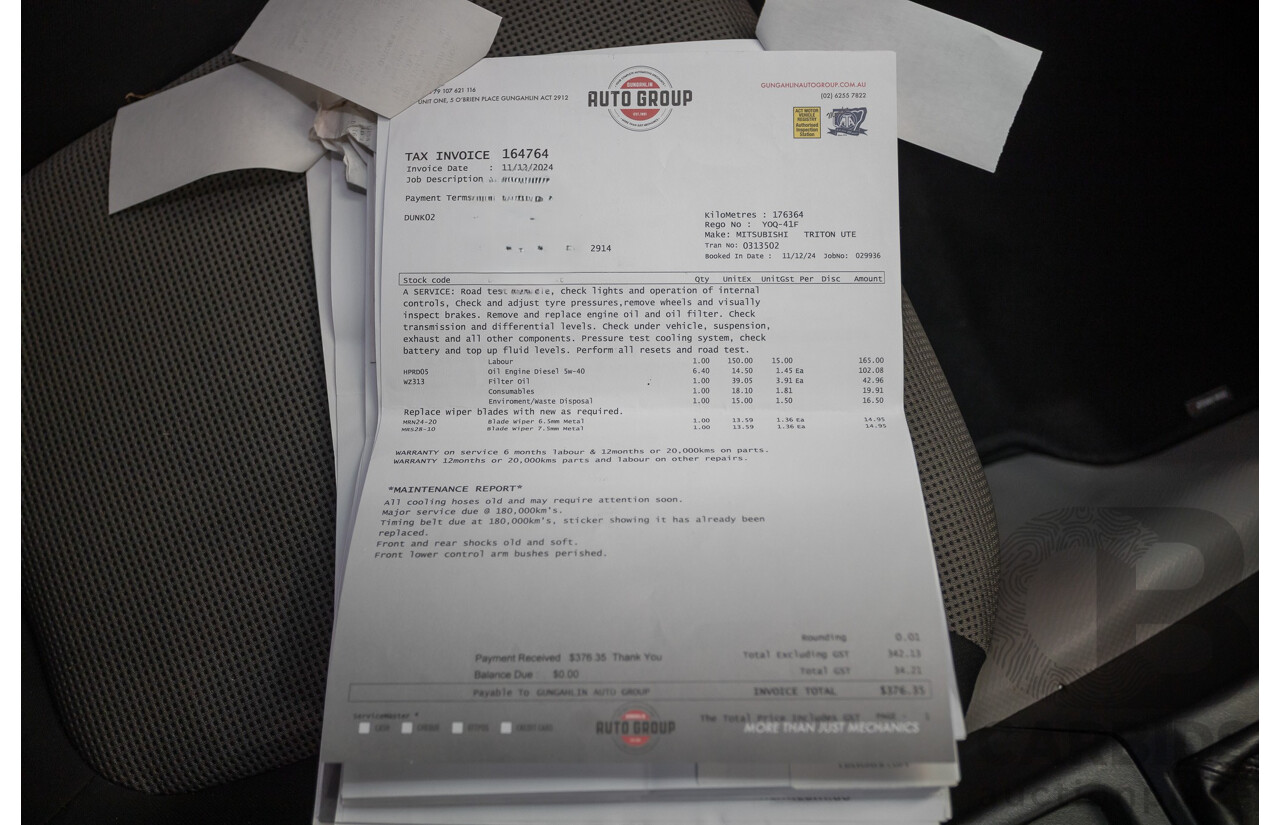 79 107 621 116
UNIT ONE, 5 O'BRIEN PLACE GUNGAHLIN ACT 2912
GUNGAHLIN
AUTO GROUP
GUNGAHLINAUTOGROUP.COM.AU
(02) 6255 7822
ACT MOTOR
VEHICLE
REGISTRY
Authorised
Inspection
Station
TAX INVOICE 164764
Invoice Date : 11/12/2024
Job Description
Payment Terms
DUNK02
2914
KiloMetres : 176364
Rego No : YOQ-41F
Make: MITSUBISHI TRITON UTE
Tran No: 0313502
Booked In Date : 11/12/24 JobNo: 029936
Stock code Qty UnitEx UnitGst Per Disc Amount
A SERVICE: Road test , check lights and operation of internal
controls, Check and adjust tyre pressures,remove wheels and visually
inspect brakes. Remove and replace engine oil and oil filter. Check
transmission and differential levels. Check under vehicle, suspension,
exhaust and all other components. Pressure test cooling system, check
battery and top up fluid levels. Perform all resets and road test.
Labour 1.00 150.00 15.00 165.00
HPRD05 Oil Engine Diesel 5w-40 6.40 14.50 1.45 Ea 102.08
WZ313 Filter Oil 1.00 39.05 3.91 Ea 42.96
Consumables 1.00 18.10 1.81 19.91
Enviroment/Waste Disposal 1.00 15.00 1.50 16.50
Replace wiper blades with new as required.
MRN24-20 Blade Wiper 6.5mm Metal 1.00 13.59 1.36 Ea 14.95
MRS28-10 Blade Wiper 7.5mm Metal 1.00 13.59 1.36 Ea 14.95
WARRANTY on service 6 months labour & 12months or 20,000kms on parts.
WARRANTY 12months or 20,000kms parts and labour on other repairs.
*MAINTENANCE REPORT*
All cooling hoses old and may require attention soon.
Major service due @ 180,000km's.
Timing belt due at 180,000km's, sticker showing it has already been
replaced.
Front and rear shocks old and soft.
Front lower control arm bushes perished.
Rounding 0.01
Payment Received $376.35 Thank You
Total Excluding GST 342.13
Balance Due : $0.00
Total GST 34.21
Payable To GUNGAHLIN AUTO GROUP INVOICE TOTAL $376.35
The Total Price Includes GST PAGE : 1
AUTO GROUP
MORE THAN JUST MECHANICS